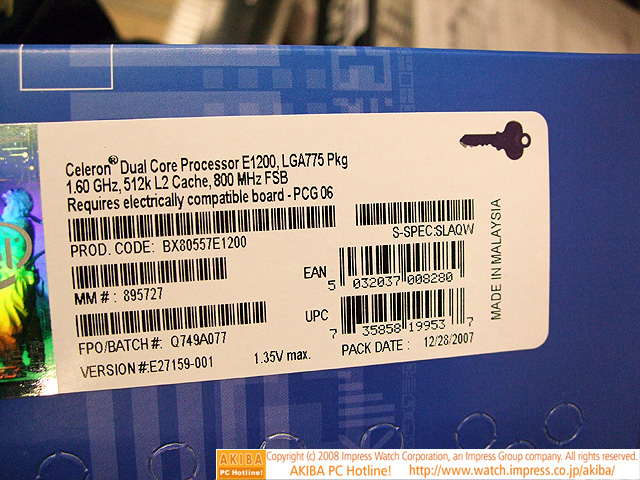 Celeron® Dual Core Processor E1200, LGA775 Pkg
1.60 GHz, 512k L2 Cache, 800 MHz FSB
Requires electrically compatible board - PCG 06
PROD. CODE: BX80557E1200
S-SPEC:SLAQW
MM # : 895727
EAN
5 032037 008280
FPO/BATCH #: Q749A077
UPC
7 35858 19953 7
VERSION #:E27159-001
1.35V max.
PACK DATE : 12/28/2007
MADE IN MALAYSIA
AKIBA
PC Hotline!
Copyright (c) 2008 Impress Watch Corporation, an Impress Group company. All rights reserved.
AKIBA PC Hotline! http://www.watch.impress.co.jp/akiba/